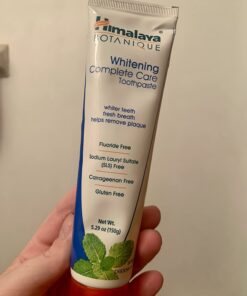 Himalaya
BOTANIQUE
Whitening
Complete Care
Toothpaste
whiter teeth
fresh breath
helps remove plaque
Fluoride Free
Sodium Lauryl Sulfate
(SLS) Free
Carrageenan Free
Gluten Free
Net Wt.
5.29 oz (150g)